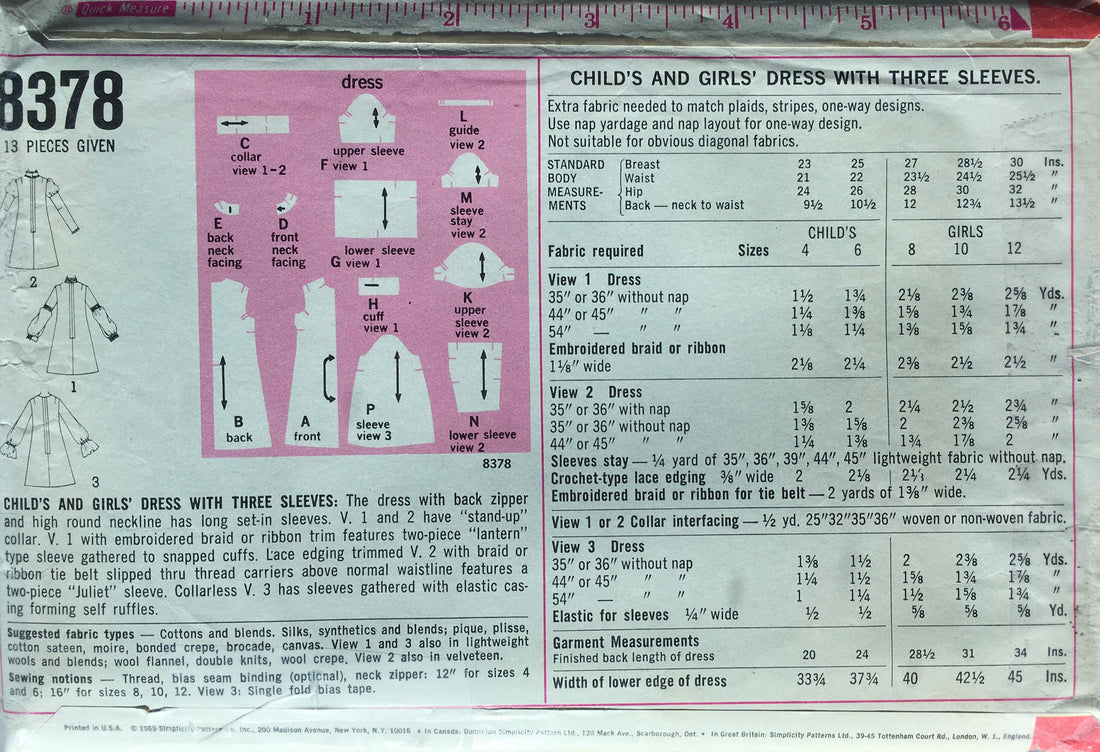 Quick Measure
1 2 3 4 5 6
8378
13 PIECES GIVEN
2
1
3
dress
C
collar
view 1-2
upper sleeve
F view 1
L
guide
view 2
E
back
neck
facing
D
front
neck
facing
lower sleeve
G view 1
M
sleeve
stay
view 2
H
cuff
view 1
K
upper
sleeve
view 2
B
back
A
front
P
sleeve
view 3
N
lower sleeve
view 2
8378
CHILD'S AND GIRLS' DRESS WITH THREE SLEEVES: The dress with back zipper
and high round neckline has long set-in sleeves. V. 1 and 2 have "stand-up"
collar. V. 1 with embroidered braid or ribbon trim features two-piece "lantern"
type sleeve gathered to snapped cuffs. Lace edging trimmed V. 2 with braid or
ribbon tie belt slipped thru thread carriers above normal waistline features a
two-piece "Juliet" sleeve. Collarless V. 3 has sleeves gathered with elastic cas-
ing forming self ruffles.
Suggested fabric types — Cottons and blends. Silks, synthetics and blends; pique, plisse,
cotton sateen, moire, bonded crepe, brocade, canvas. View 1 and 3 also in lightweight
wools and blends; wool flannel, double knits, wool crepe. View 2 also in velveteen.
Sewing notions — Thread, bias seam binding (optional), neck zipper: 12" for sizes 4
and 6; 16" for sizes 8, 10, 12. View 3: Single fold bias tape.
CHILD'S AND GIRLS' DRESS WITH THREE SLEEVES.
Extra fabric needed to match plaids, stripes, one-way designs.
Use nap yardage and nap layout for one-way design.
Not suitable for obvious diagonal fabrics.
STANDARD Breast 23 25 27 28½ 30 Ins.
BODY Waist 21 22 23½ 24½ 25½ "
MEASURE- Hip 24 26 28 30 32 "
MENTS Back — neck to waist 9½ 10½ 12 12¾ 13½ "
CHILD'S GIRLS
Fabric required Sizes 4 6 8 10 12
View 1 Dress
35" or 36" without nap 1½ 1¾ 2⅛ 2⅜ 2⅝ Yds.
44" or 45" " " 1¼ 1⅜ 1⅝ 1¾ 1⅞ "
54" — " " 1⅛ 1¼ 1⅜ 1⅝ 1¾ "
Embroidered braid or ribbon
1⅛" wide 2⅛ 2¼ 2⅜ 2½ 2½ "
View 2 Dress
35" or 36" with nap 1⅝ 2 2¼ 2½ 2¾ "
35" or 36" without nap 1⅜ 1⅝ 2 2⅜ 2⅝ "
44" or 45" " " 1¼ 1⅜ 1¾ 1⅞ 2 "
Sleeves stay — ¼ yard of 35", 36", 39", 44", 45" lightweight fabric without nap.
Crochet-type lace edging ⅜" wide 2 2⅛ 2¼ 2¼ Yds.
Embroidered braid or ribbon for tie belt — 2 yards of 1⅜" wide.
View 1 or 2 Collar interfacing — ½ yd. 25"32"35"36" woven or non-woven fabric.
View 3 Dress
35" or 36" without nap 1⅜ 1½ 2 2⅜ 2⅝ Yds.
44" or 45" " " 1¼ 1½ 1⅝ 1¾ 1⅞ "
54" — " " 1 1¼ 1½ 1⅝ 1¾ "
Elastic for sleeves ¼" wide ½ ½ ⅝ ⅝ ⅝ Yd.
Garment Measurements
Finished back length of dress 20 24 28½ 31 34 Ins.
Width of lower edge of dress 33¾ 37¾ 40 42½ 45 Ins.
Printed in U.S.A. © 1969 Simplicity Pattern Co. Inc., 200 Madison Avenue, New York, N.Y. 10016 • In Canada: Dominion Simplicity Pattern Ltd., 120 Mack Ave., Scarborough, Ont. • In Great Britain: Simplicity Patterns Ltd., 39-45 Tottenham Court Rd., London, W. 1., England.